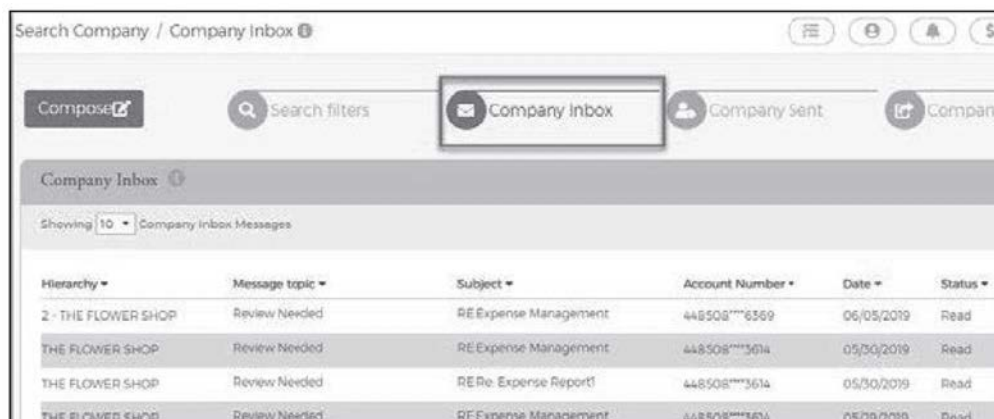 Search Company / Company Inbox
$
Compose
Search filters
Company Inbox
Company Sent
Compan
Company Inbox
Showing 10 Company Inbox Messages
Hierarchy Message topic Subject Account Number Date Status
2 - THE FLOWER SHOP Review Needed RE:Expense Management 448508****6369 06/05/2019 Read
THE FLOWER SHOP Review Needed RE:Expense Management 448508****3614 05/30/2019 Read
THE FLOWER SHOP Review Needed RE:Re: Expense Report1 448508****3614 05/30/2019 Read
THE FLOWER SHOP Review Needed RE:Expense Management 448508****3614 05/29/2019 Read